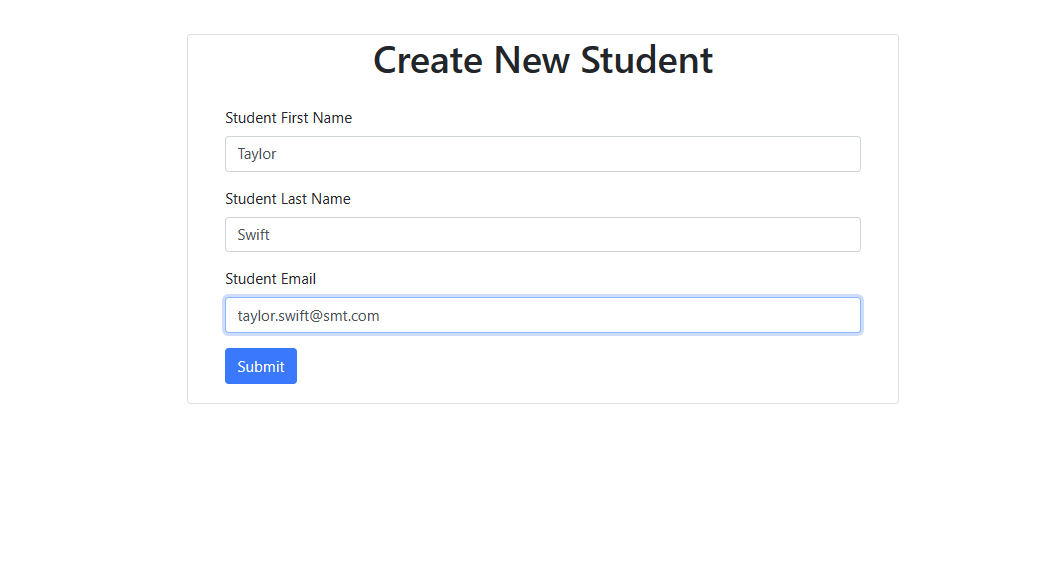 Create New Student
Student First Name
Taylor
Student Last Name
Swift
Student Email
taylor.swift@smt.com
Submit